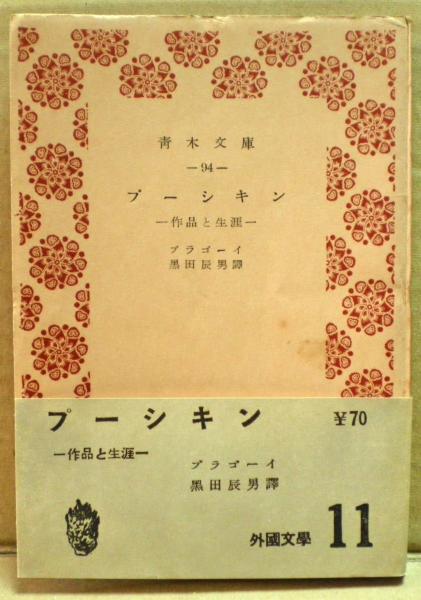 青木文庫
—94—
プーシキン
—作品と生涯—
ブラゴーイ
黒田辰男譯
プーシキン
¥70
—作品と生涯—
ブラゴーイ
黒田辰男譯
外國文學 11